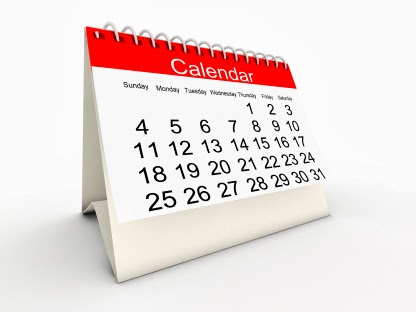 Calendar
Sunday Monday Tuesday Wednesday Thursday Friday Saturday
1 2 3
4 5 6 7 8 9 10
11 12 13 14 15 16 17
18 19 20 21 22 23 24
25 26 27 28 29 30 31